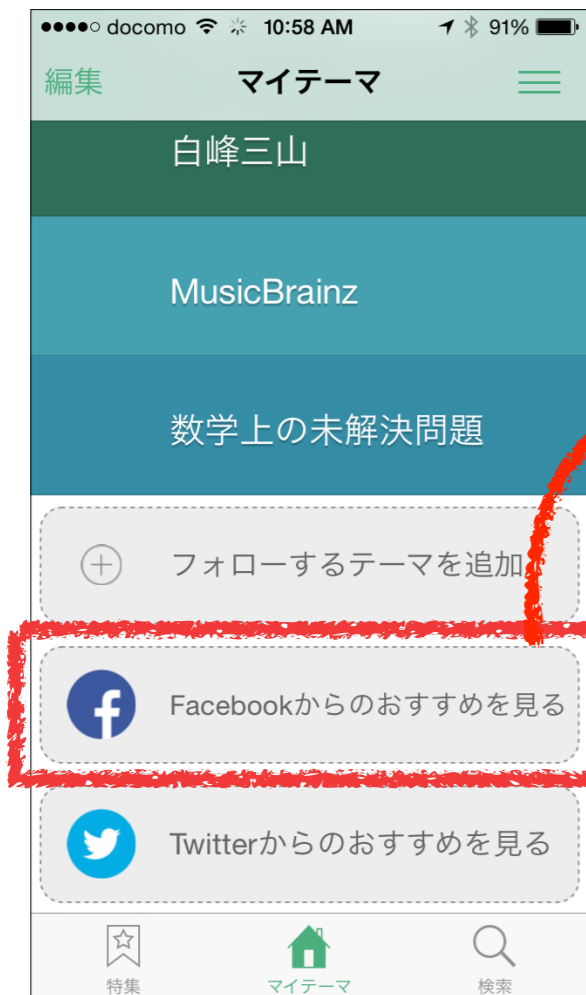 docomo 10:58 AM 91%
編集 マイテーマ
白峰三山
MusicBrainz
数学上の未解決問題
フォローするテーマを追加
Facebookからのおすすめを見る
Twitterからのおすすめを見る
特集 マイテーマ 検索